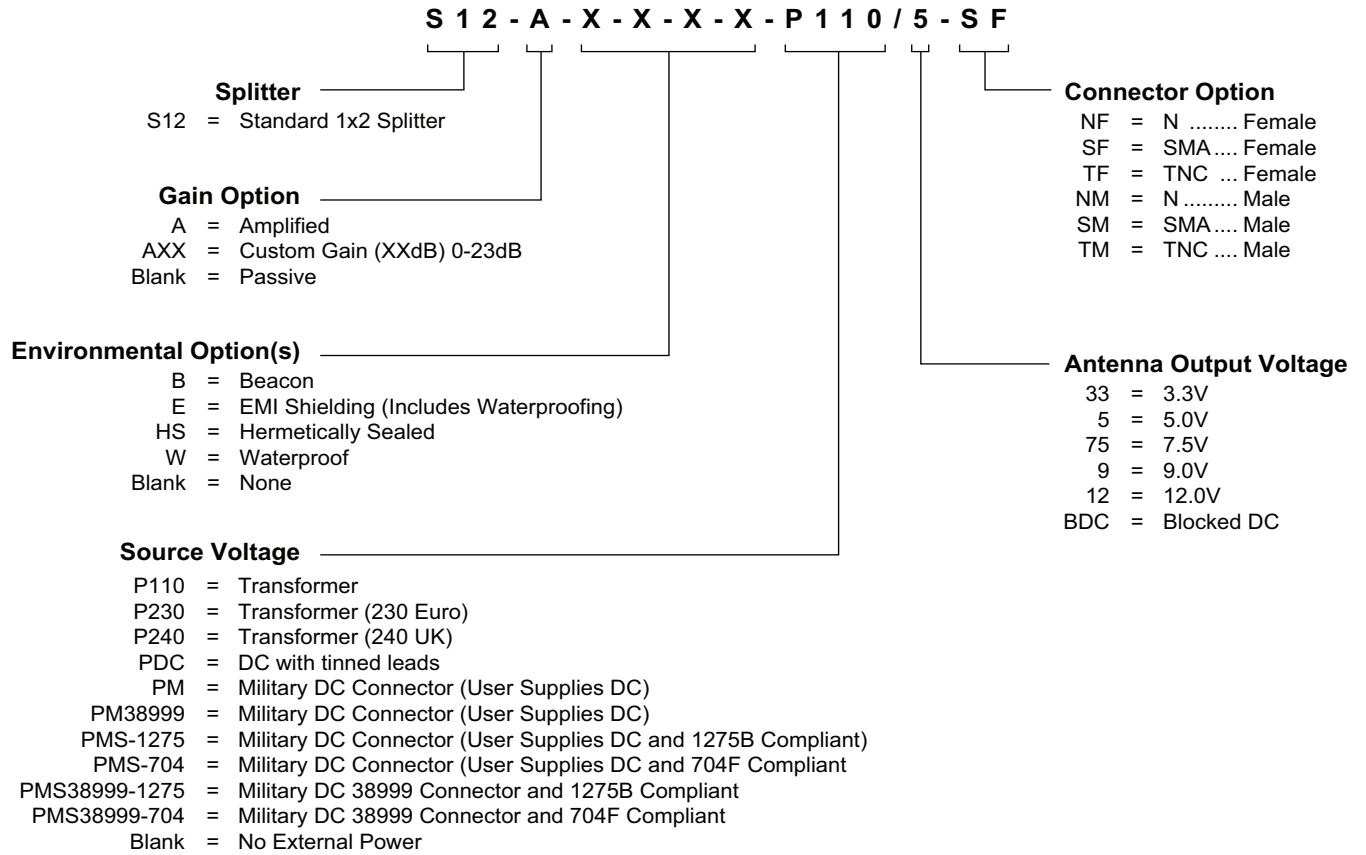 S12-A-X-X-X-X-P110/5-SF
Splitter
S12 = Standard 1x2 Splitter
Gain Option
A = Amplified
AXX = Custom Gain (XXdB) 0-23dB
Blank = Passive
Environmental Option(s)
B = Beacon
E = EMI Shielding (Includes Waterproofing)
HS = Hermetically Sealed
W = Waterproof
Blank = None
Source Voltage
P110 = Transformer
P230 = Transformer (230 Euro)
P240 = Transformer (240 UK)
PDC = DC with tinned leads
PM = Military DC Connector (User Supplies DC)
PM38999 = Military DC Connector (User Supplies DC)
PMS-1275 = Military DC Connector (User Supplies DC and 1275B Compliant)
PMS-704 = Military DC Connector (User Supplies DC and 704F Compliant
PMS38999-1275 = Military DC 38999 Connector and 1275B Compliant
PMS38999-704 = Military DC 38999 Connector and 704F Compliant
Blank = No External Power
Connector Option
NF = N ........ Female
SF = SMA .... Female
TF = TNC ... Female
NM = N ......... Male
SM = SMA .... Male
TM = TNC .... Male
Antenna Output Voltage
33 = 3.3V
5 = 5.0V
75 = 7.5V
9 = 9.0V
12 = 12.0V
BDC = Blocked DC